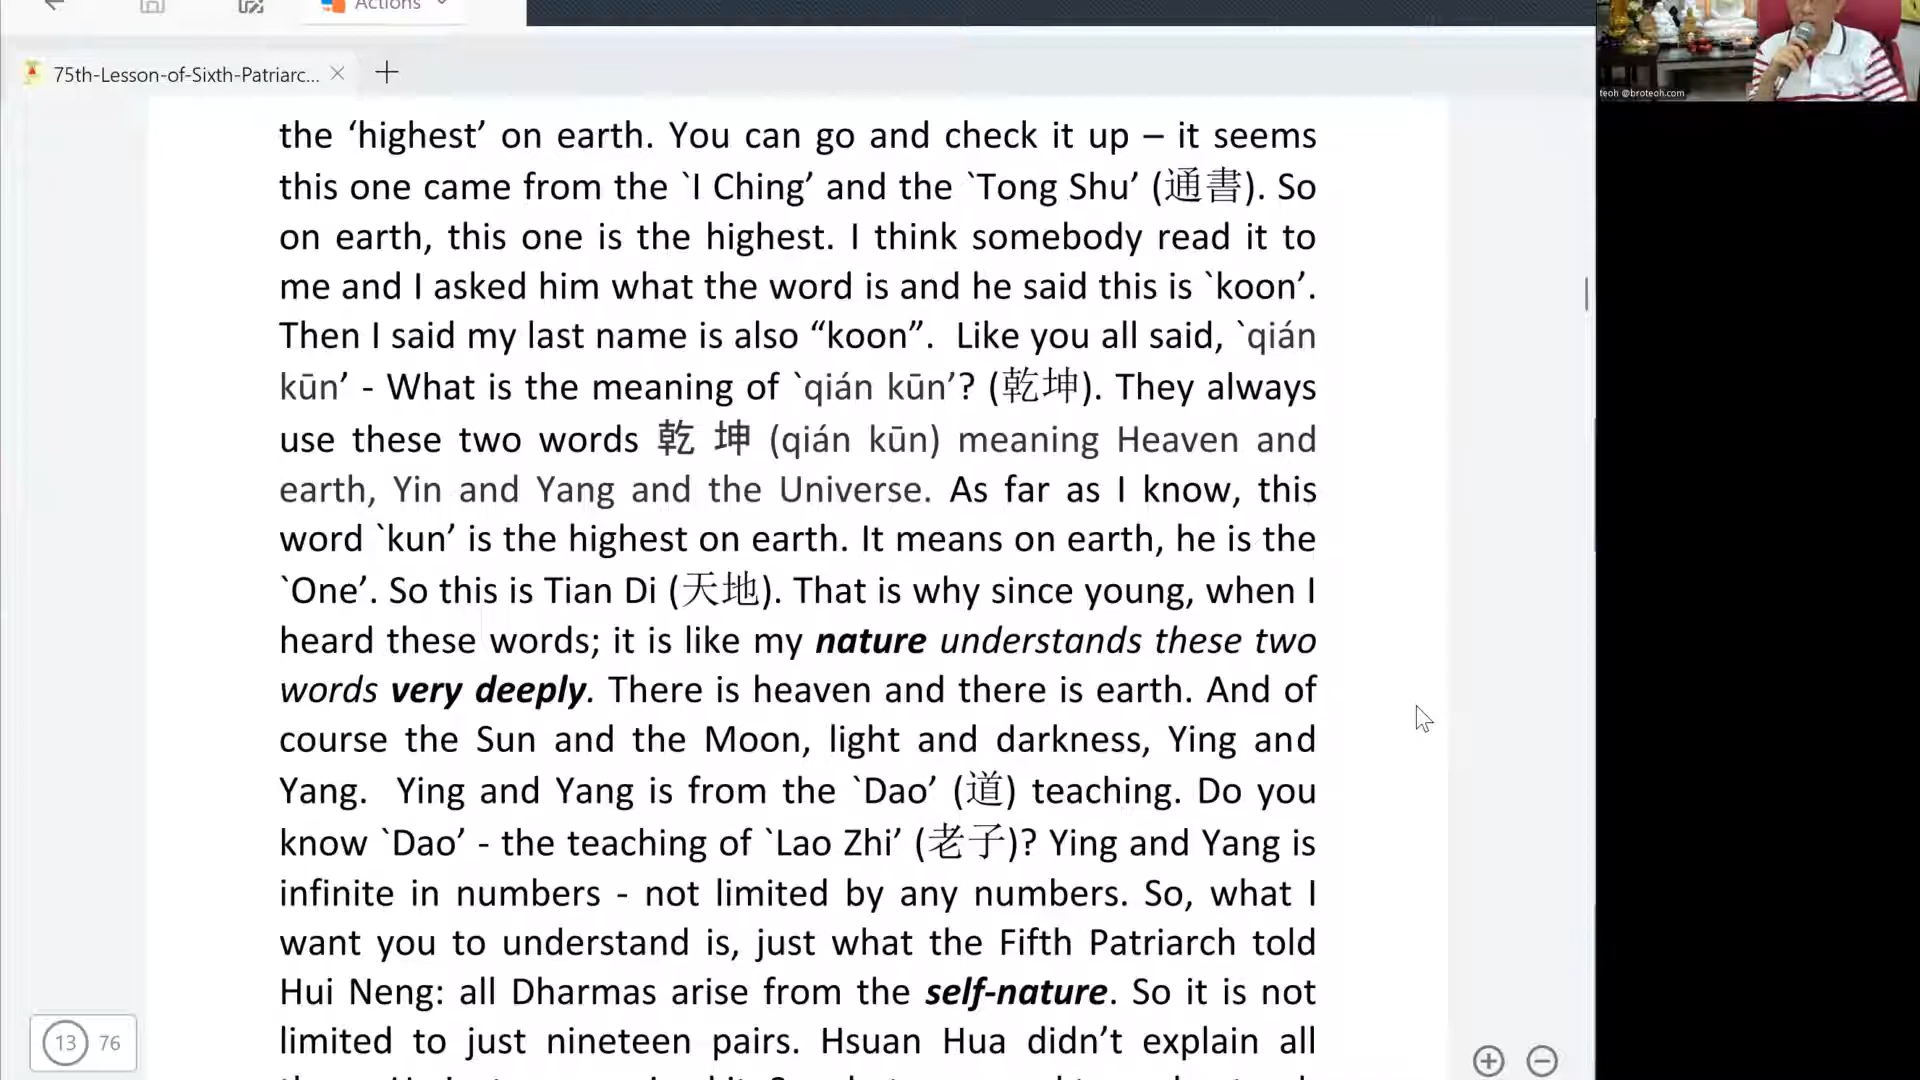 Actions
75th-Lesson-of-Sixth-Patriarc...
teoh @broteoh.com
the ‘highest’ on earth. You can go and check it up – it seems
this one came from the `I Ching’ and the `Tong Shu’ (通書). So
on earth, this one is the highest. I think somebody read it to
me and I asked him what the word is and he said this is `koon’.
Then I said my last name is also “koon”.  Like you all said, `qián
kūn’ - What is the meaning of `qián kūn’? (乾坤). They always
use these two words 乾 坤 (qián kūn) meaning Heaven and
earth, Yin and Yang and the Universe. As far as I know, this
word `kun’ is the highest on earth. It means on earth, he is the
`One’. So this is Tian Di (天地). That is why since young, when I
heard these words; it is like my nature understands these two
words very deeply. There is heaven and there is earth. And of
course the Sun and the Moon, light and darkness, Ying and
Yang.  Ying and Yang is from the `Dao’ (道) teaching. Do you
know `Dao’ - the teaching of `Lao Zhi’ (老子)? Ying and Yang is
infinite in numbers - not limited by any numbers. So, what I
want you to understand is, just what the Fifth Patriarch told
Hui Neng: all Dharmas arise from the self-nature. So it is not
limited to just nineteen pairs. Hsuan Hua didn’t explain all
13 76